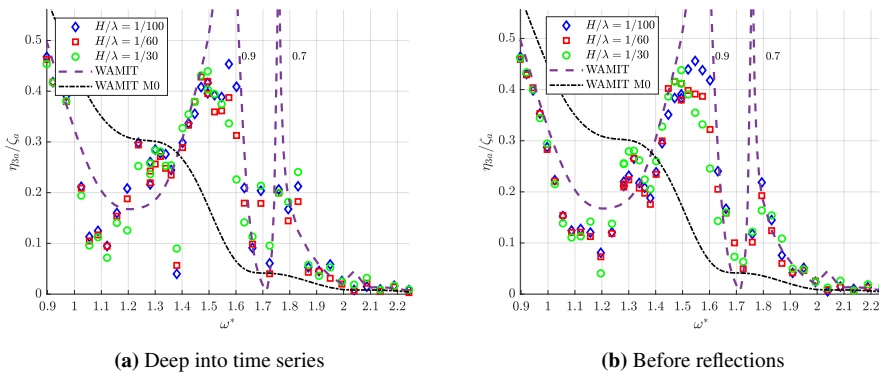 H/λ = 1/100
H/λ = 1/60
H/λ = 1/30
WAMIT
WAMIT M0
0.9
0.7
η3a/ζa
0.5
0.4
0.3
0.2
0.1
0
0.9 1 1.1 1.2 1.3 1.4 1.5 1.6 1.7 1.8 1.9 2 2.1 2.2
ω*
(a) Deep into time series
H/λ = 1/100
H/λ = 1/60
H/λ = 1/30
WAMIT
WAMIT M0
0.9
0.7
η3a/ζa
0.5
0.4
0.3
0.2
0.1
0
0.9 1 1.1 1.2 1.3 1.4 1.5 1.6 1.7 1.8 1.9 2 2.1 2.2
ω*
(b) Before reflections